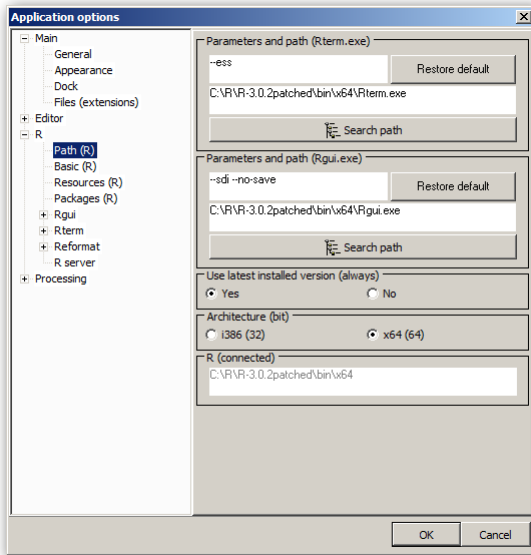 Application options
Main
General
Appearance
Dock
Files (extensions)
Editor
R
Path (R)
Basic (R)
Resources (R)
Packages (R)
Rgui
Rterm
Reformat
R server
Processing
Parameters and path (Rterm.exe)
--ess
Restore default
C:\R\R-3.0.2patched\bin\x64\Rterm.exe
Search path
Parameters and path (Rgui.exe)
--sdi --no-save
Restore default
C:\R\R-3.0.2patched\bin\x64\Rgui.exe
Search path
Use latest installed version (always)
Yes No
Architecture (bit)
i386 (32) x64 (64)
R (connected)
C:\R\R-3.0.2patched\bin\x64
OK Cancel